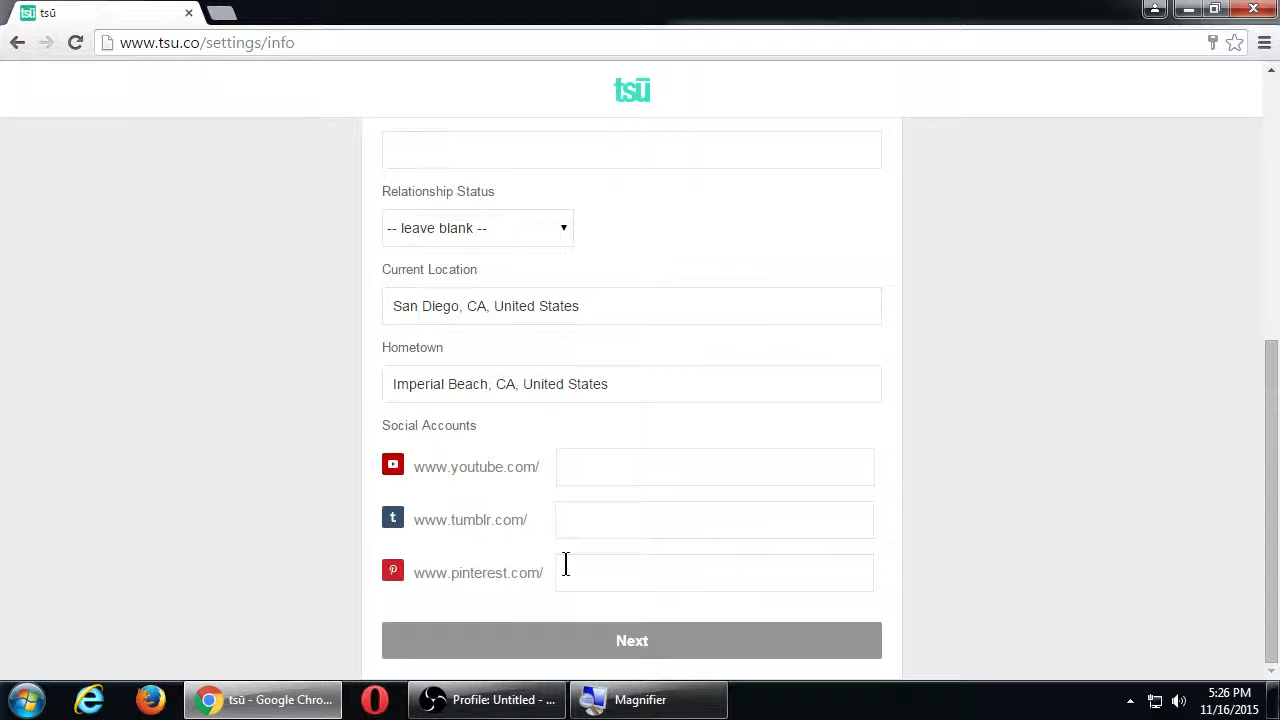 tsū
www.tsu.co/settings/info
tsū
Relationship Status
-- leave blank --
Current Location
San Diego, CA, United States
Hometown
Imperial Beach, CA, United States
Social Accounts
www.youtube.com/
t www.tumblr.com/
www.pinterest.com/
Next
tsū - Google Chro...
Profile: Untitled - ...
Magnifier
5:26 PM
11/16/2015